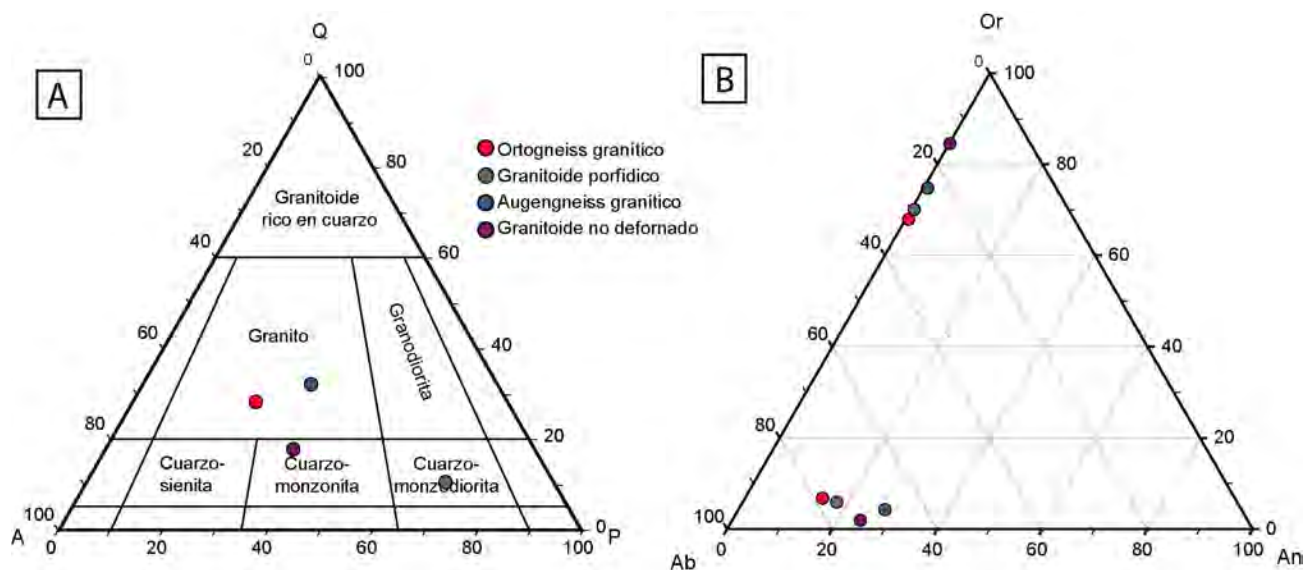 A
Q
0
100
20
80
Granitoide
rico en cuarzo
40
60
Granito
Granodiorita
60
40
80
20
Cuarzo-
sienita
Cuarzo-
monzonita
Cuarzo-
monzodiorita
100
0
A
P
0
20
40
60
80
100
Ortogneiss granítico
Granitoide porfídico
Augengneiss granítico
Granitoide no defornado
B
Or
0
100
20
80
40
60
60
40
80
20
100
0
Ab
An
0
20
40
60
80
100